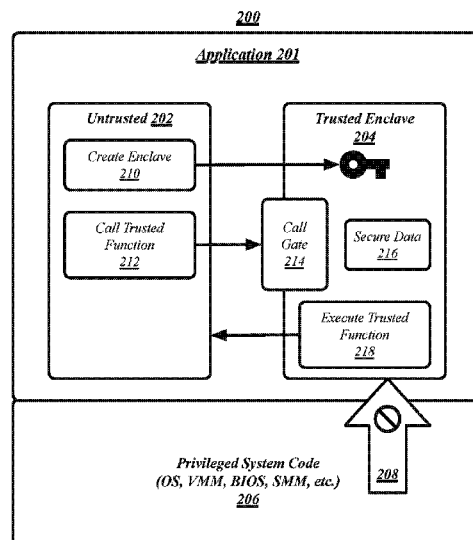 200
Application 201
Untrusted 202
Trusted Enclave
204
Create Enclave
210
Call Trusted
Function
212
Call
Gate
214
Secure Data
216
Execute Trusted
Function
218
Privileged System Code
(OS, VMM, BIOS, SMM, etc.)
206
208